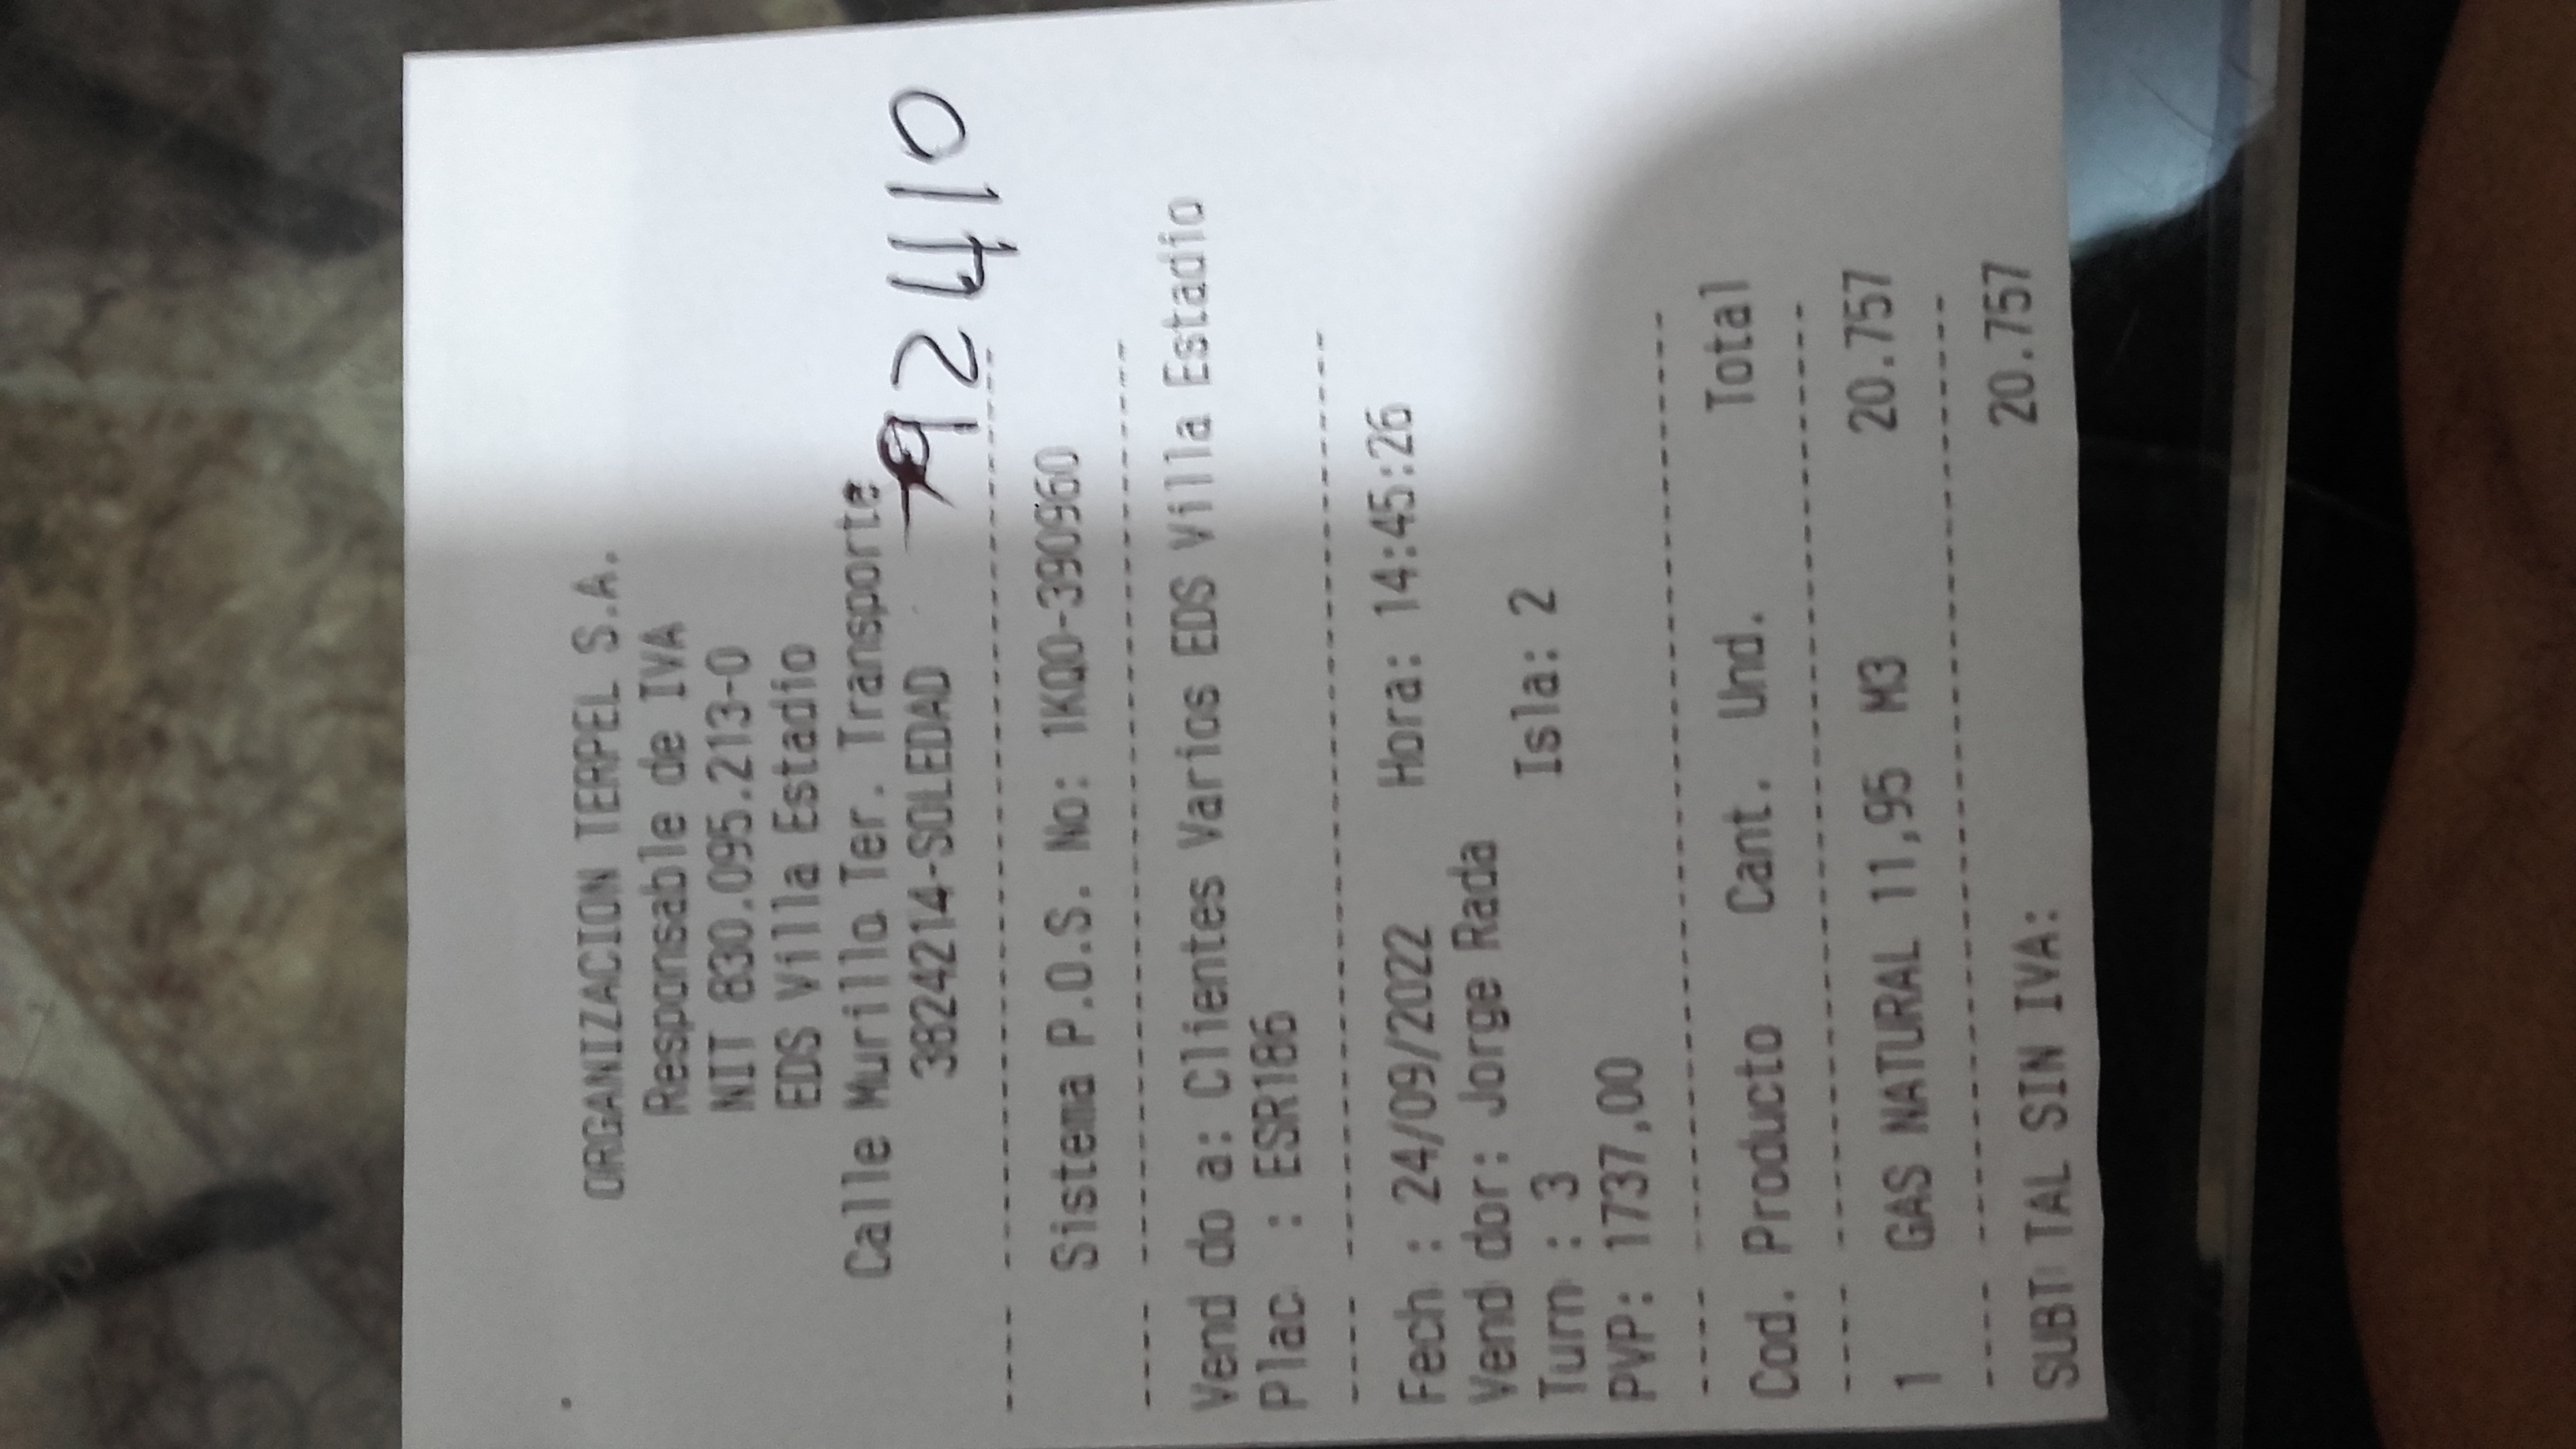 ORGANIZACION TERPEL S.A.
Responsable de IVA
NIT 830.095.213-0
EDS Villa Estadio
Calle Murillo Ter. Transporte
3824214-SOLEDAD
92410
--------------------------------
Sistema P.O.S. No: 1KQ0-390960
--------------------------------
Vend do a: Clientes Varios EDS Villa Estadio
Plac : ESR186
--------------------------------
Fech : 24/09/2022 Hora: 14:45:26
Vend dor: Jorge Rada
Turn : 3 Isla: 2
PVP: 1737,00
--------------------------------
Cod. Producto Cant. Und. Total
--------------------------------
1 GAS NATURAL 11,95 M3 20.757
--------------------------------
SUBT TAL SIN IVA: 20.757